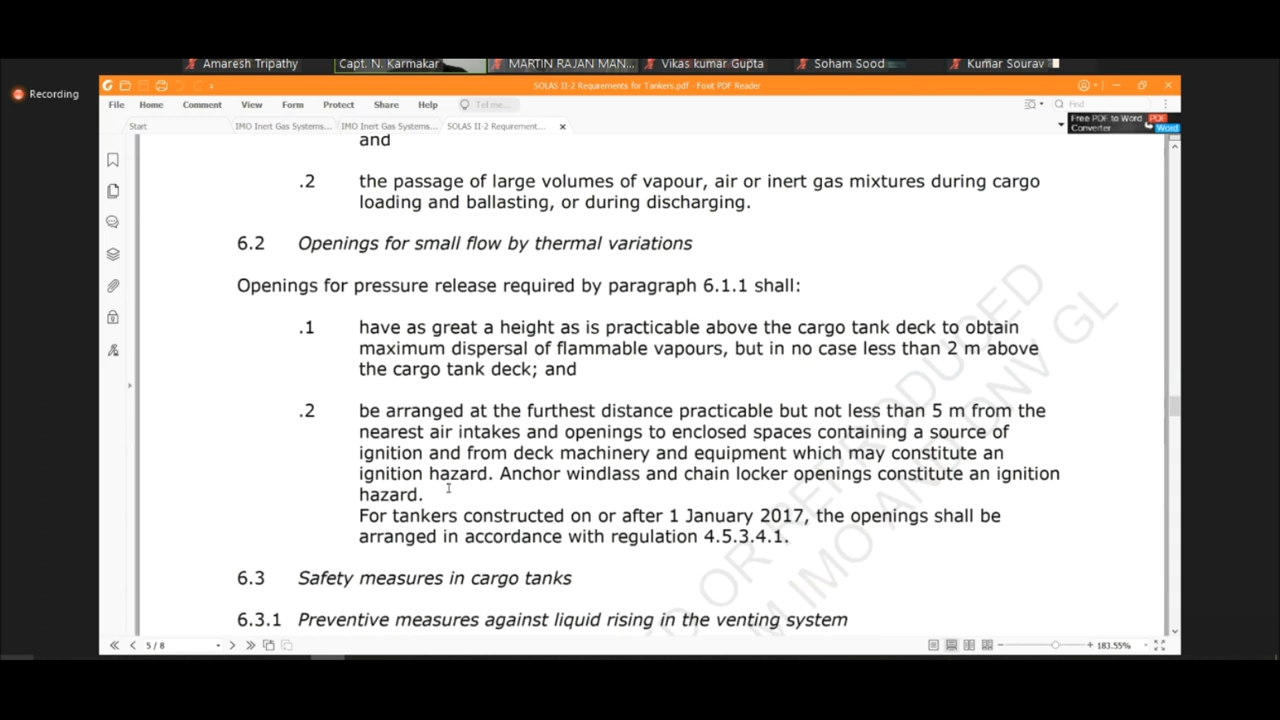 Amaresh Tripathy Capt. N. Karmakar MARTIN RAJAN MAN... Vikas kumar Gupta Soham Sood Kumar Sourav
Recording
SOLAS II-2 Requirements for Tankers.pdf - Foxit PDF Reader
File Home Comment View Form Protect Share Help Tell me... Find
Start IMO Inert Gas Systems... IMO Inert Gas Systems... SOLAS II-2 Requirement...
Free PDF to Word PDF
Converter Word
and
.2 the passage of large volumes of vapour, air or inert gas mixtures during cargo
loading and ballasting, or during discharging.
6.2 Openings for small flow by thermal variations
Openings for pressure release required by paragraph 6.1.1 shall:
.1 have as great a height as is practicable above the cargo tank deck to obtain
maximum dispersal of flammable vapours, but in no case less than 2 m above
the cargo tank deck; and
.2 be arranged at the furthest distance practicable but not less than 5 m from the
nearest air intakes and openings to enclosed spaces containing a source of
ignition and from deck machinery and equipment which may constitute an
ignition hazard. Anchor windlass and chain locker openings constitute an ignition
hazard.
For tankers constructed on or after 1 January 2017, the openings shall be
arranged in accordance with regulation 4.5.3.4.1.
6.3 Safety measures in cargo tanks
6.3.1 Preventive measures against liquid rising in the venting system
OR REPRODUCED
IMO AND DNV GL
5 / 8
183.55%